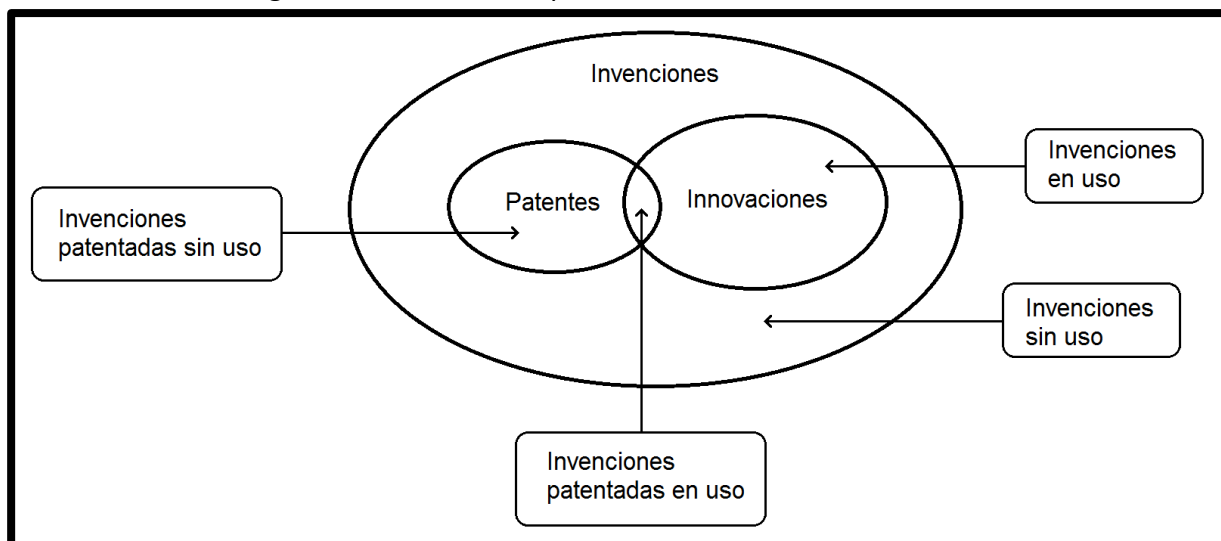 Invenciones
Patentes
Innovaciones
Invenciones
en uso
Invenciones
patentadas sin uso
Invenciones
sin uso
Invenciones
patentadas en uso